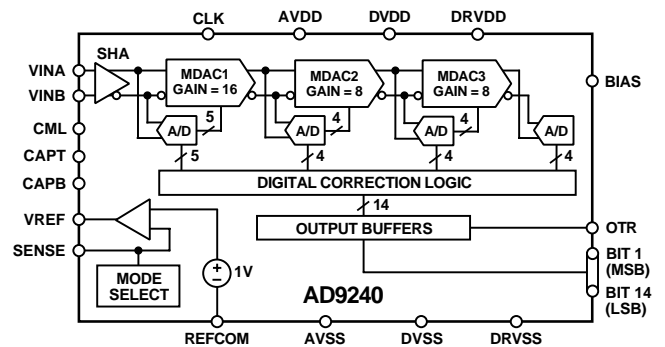 CLK AVDD DVDD DRVDD
SHA
VINA
VINB
MDAC1
GAIN = 16
MDAC2
GAIN = 8
MDAC3
GAIN = 8
BIAS
CML
A/D
5
A/D
4
A/D
4
A/D
CAPT
5
4
4
4
CAPB
DIGITAL CORRECTION LOGIC
14
VREF
OUTPUT BUFFERS
OTR
SENSE
MODE
SELECT
+
–
1V
BIT 1
(MSB)
AD9240
BIT 14
(LSB)
REFCOM AVSS DVSS DRVSS